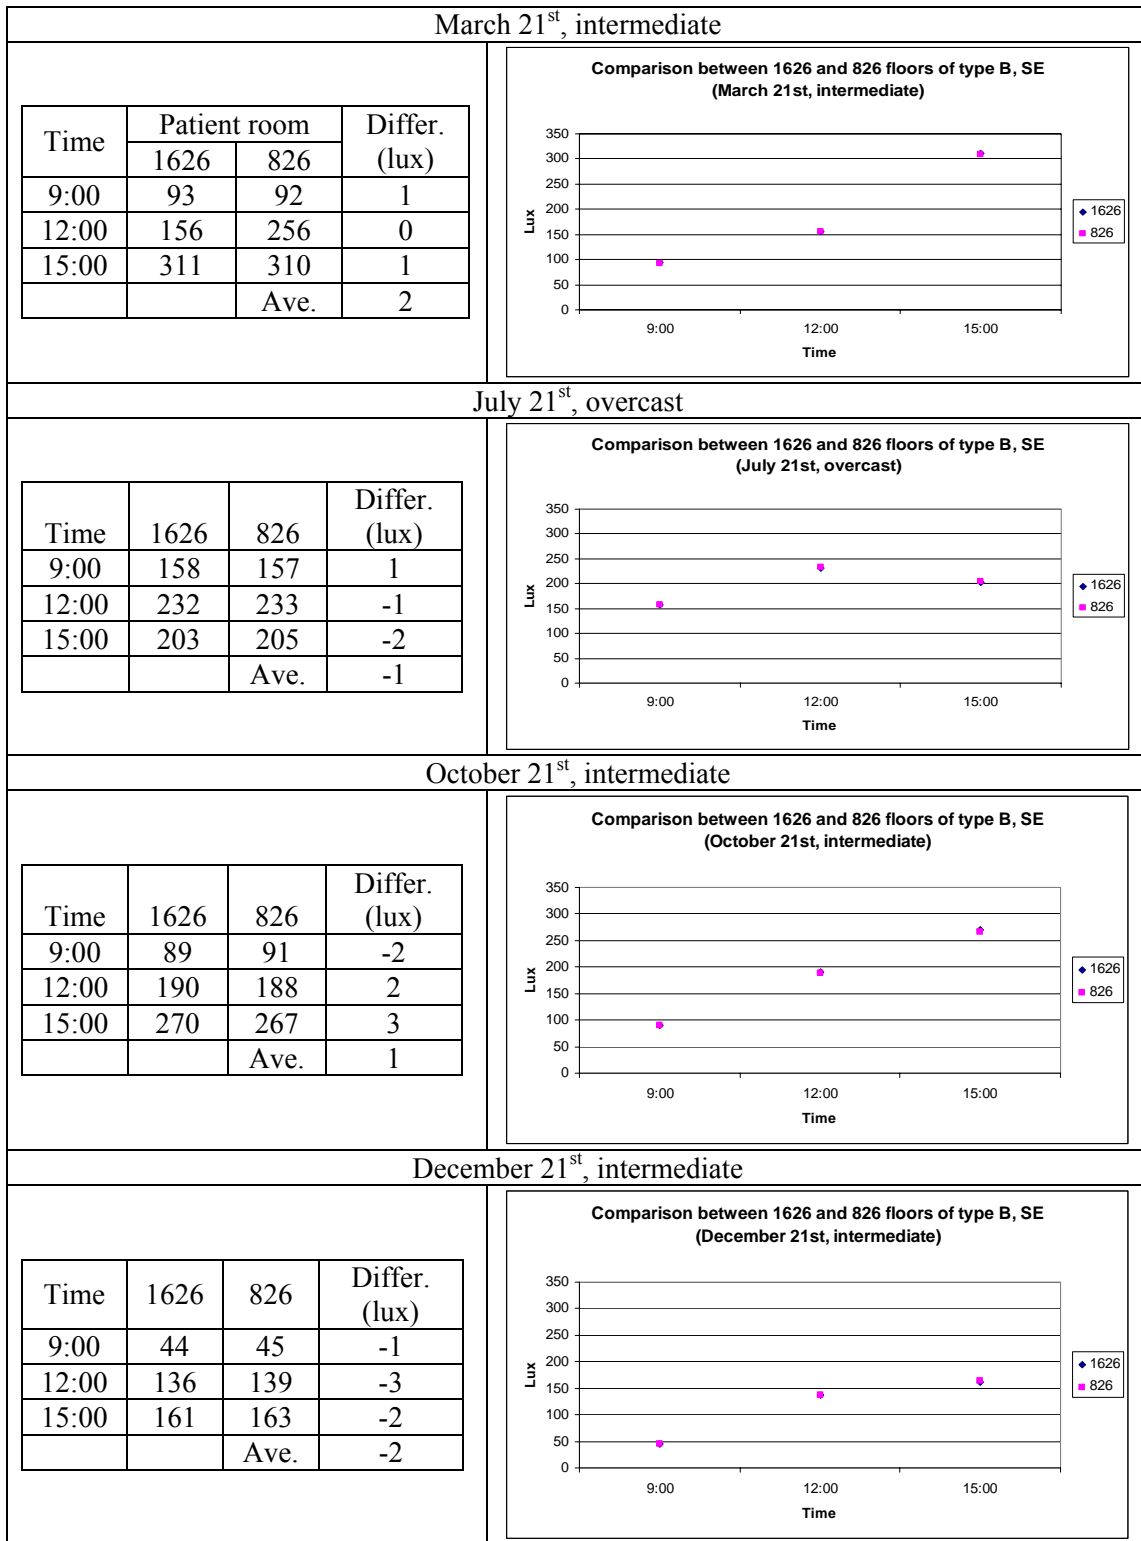 March 21st, intermediate
Time Patient room Differ. (lux)
1626 826
9:00 93 92 1
12:00 156 256 0
15:00 311 310 1
Ave. 2
Comparison between 1626 and 826 floors of type B, SE
(March 21st, intermediate)
350
300
250
200
150
100
50
0
Lux
9:00 12:00 15:00
Time
1626
826
July 21st, overcast
Time 1626 826 Differ. (lux)
9:00 158 157 1
12:00 232 233 -1
15:00 203 205 -2
Ave. -1
Comparison between 1626 and 826 floors of type B, SE
(July 21st, overcast)
350
300
250
200
150
100
50
0
Lux
9:00 12:00 15:00
Time
1626
826
October 21st, intermediate
Time 1626 826 Differ. (lux)
9:00 89 91 -2
12:00 190 188 2
15:00 270 267 3
Ave. 1
Comparison between 1626 and 826 floors of type B, SE
(October 21st, intermediate)
350
300
250
200
150
100
50
0
Lux
9:00 12:00 15:00
Time
1626
826
December 21st, intermediate
Time 1626 826 Differ. (lux)
9:00 44 45 -1
12:00 136 139 -3
15:00 161 163 -2
Ave. -2
Comparison between 1626 and 826 floors of type B, SE
(December 21st, intermediate)
350
300
250
200
150
100
50
0
Lux
9:00 12:00 15:00
Time
1626
826